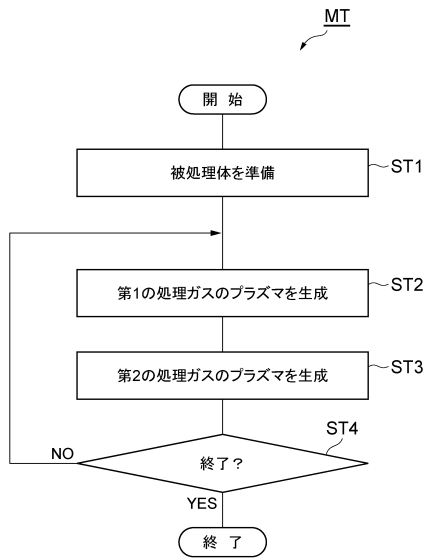 MT
開 始
被処理体を準備
ST1
第1の処理ガスのプラズマを生成
ST2
第2の処理ガスのプラズマを生成
ST3
ST4
終了?
NO
YES
終 了